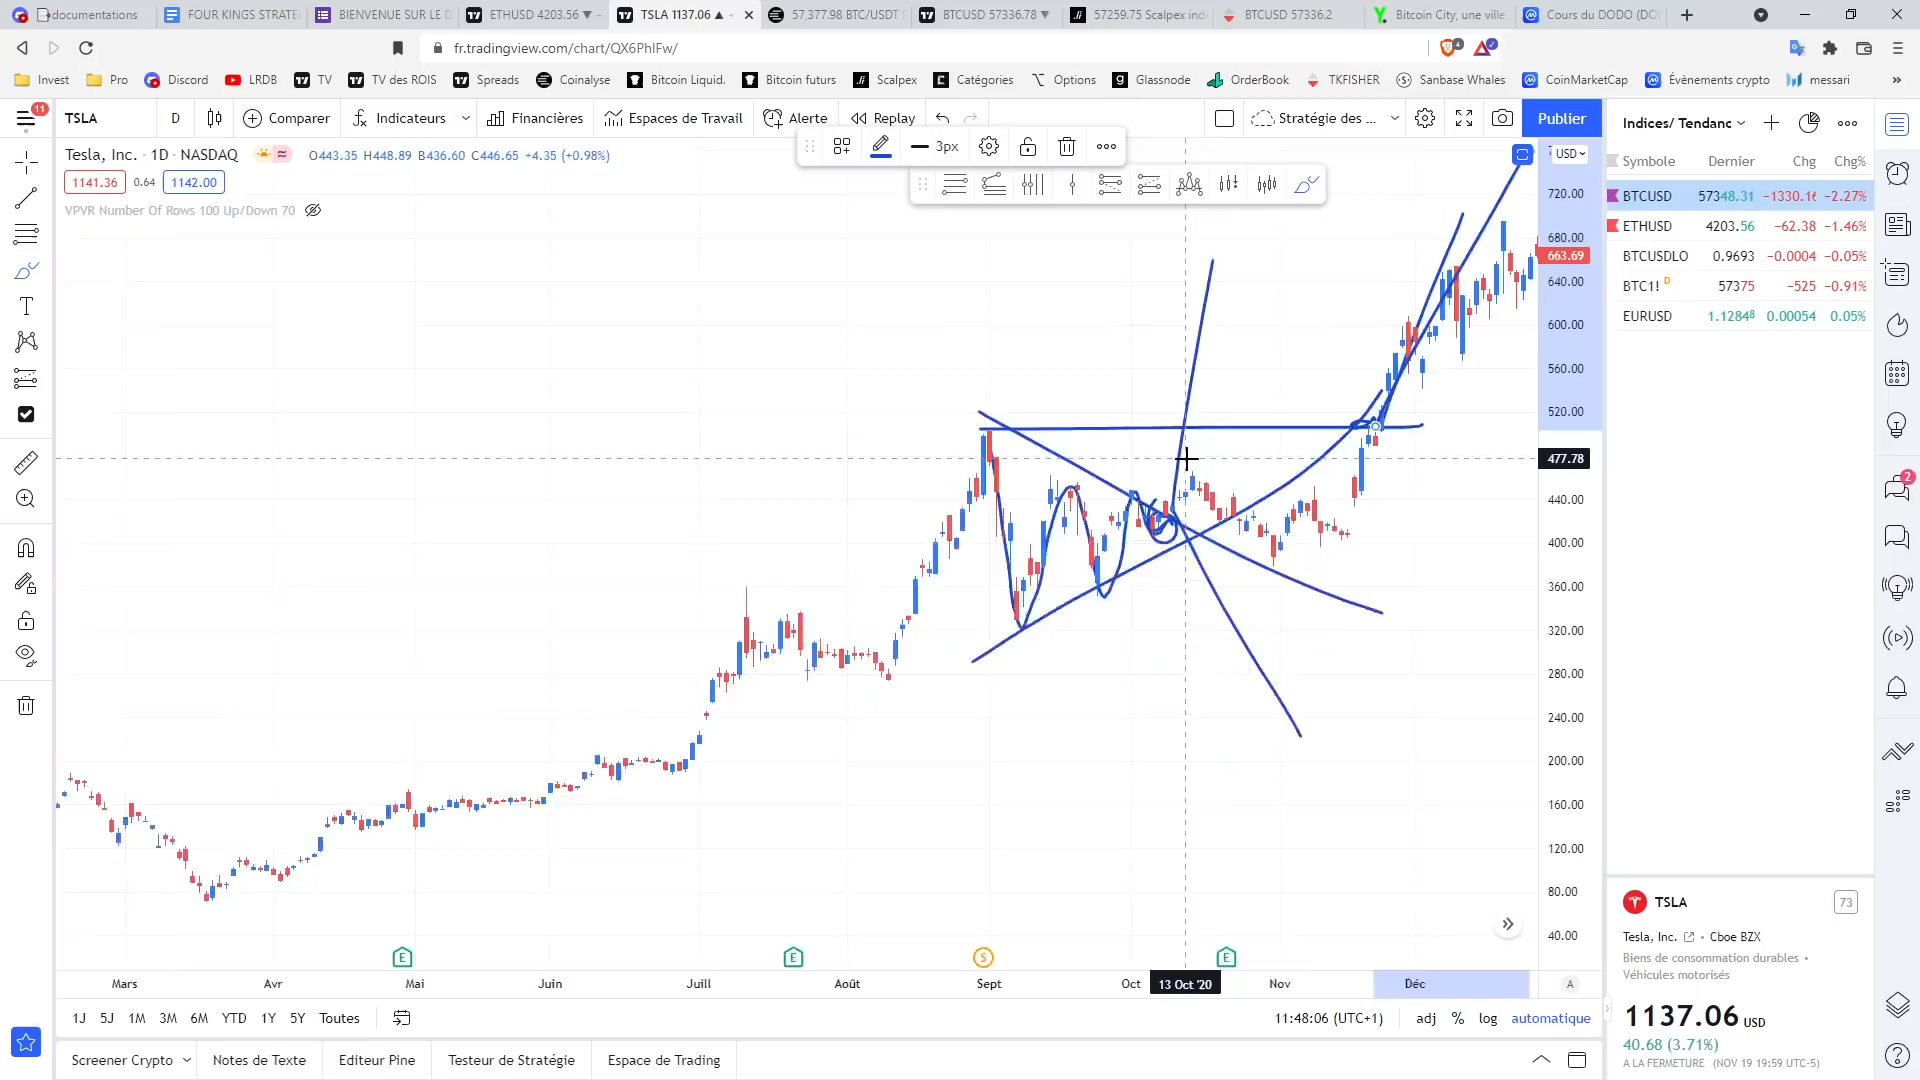 documentations
FOUR KINGS STRATE
BIENVENUE SUR LE D
ETHUSD 4203.56 ▼ −
TSLA 1137.06 ▲ −
57,377.98 BTC/USDT
BTCUSD 57336.78 ▼
57259.75 Scalpex ind
BTCUSD 57336.2
Bitcoin City, une ville
Cours du DODO (DO
fr.tradingview.com/chart/QX6PhlFw/
4
Invest
Pro
Discord
LRDB
TV
TV des ROIS
Spreads
Coinalyse
Bitcoin Liquid.
Bitcoin futurs
Scalpex
Catégories
Options
Glassnode
OrderBook
TKFISHER
Sanbase Whales
CoinMarketCap
Évènements crypto
messari
11
TSLA
D
Comparer
Indicateurs
Financières
Espaces de Travail
Alerte
Replay
Stratégie des ...
Publier
Tesla, Inc. · 1D · NASDAQ
O443.35 H448.89 B436.60 C446.65 +4.35 (+0.98%)
1141.36 0.64 1142.00
VPVR Number Of Rows 100 Up/Down 70
3px
USD
720.00
680.00
663.69
640.00
600.00
560.00
520.00
477.78
440.00
400.00
360.00
320.00
280.00
240.00
200.00
160.00
120.00
80.00
40.00
E
E
S
E
Mars
Avr
Mai
Juin
Juill
Août
Sept
Oct
13 Oct '20
Nov
Déc
A
1J 5J 1M 3M 6M YTD 1Y 5Y Toutes
11:48:06 (UTC+1)
adj % log automatique
Screener Crypto
Notes de Texte
Editeur Pine
Testeur de Stratégie
Espace de Trading
Indices/ Tendanc
Symbole Dernier Chg Chg%
BTCUSD 57348.31 −1330.16 −2.27%
ETHUSD 4203.56 −62.38 −1.46%
BTCUSDLO 0.9693 −0.0004 −0.05%
BTC1! D 57375 −525 −0.91%
EURUSD 1.12848 0.00054 0.05%
2
TSLA
73
Tesla, Inc. • Cboe BZX
Biens de consommation durables •
Véhicules motorisés
1137.06 USD
40.68 (3.71%)
A LA FERMETURE (NOV 19 19:59 UTC-5)